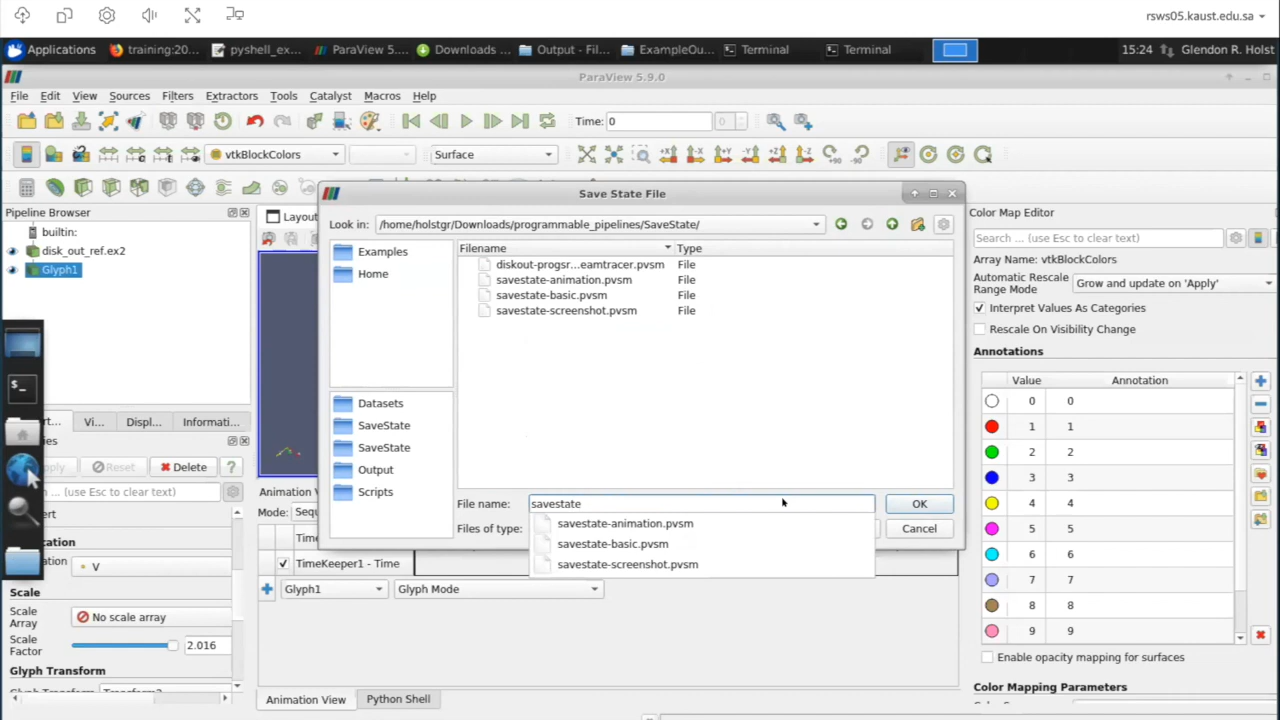 rsws05.kaust.edu.sa
Applications
training:20...
pyshell_ex...
ParaView 5....
Downloads ...
Output - Fil...
ExampleQu...
Terminal
Terminal
15:24
Glendon R. Holst
ParaView 5.9.0
File Edit View Sources Filters Extractors Tools Catalyst Macros Help
Time: 0
0
vtkBlockColors
Surface
Pipeline Browser
builtin:
disk_out_ref.ex2
Glyph1
Layou
Save State File
Look in: /home/holstgr/Downloads/programmable_pipelines/SaveState/
Examples
Home
Datasets
SaveState
SaveState
Output
Scripts
Filename Type
diskout-progsr...eamtracer.pvsm File
savestate-animation.pvsm File
savestate-basic.pvsm File
savestate-screenshot.pvsm File
File name: savestate OK
savestate-animation.pvsm
savestate-basic.pvsm
savestate-screenshot.pvsm
Files of type: Cancel
Vi... Displ... Informati...
Reset Delete ?
... (use Esc to clear text)
V
Scale
Scale
Array
No scale array
Scale
Factor
2.016
Glyph Transform
Animation V
Mode: Sequ
Time
TimeKeeper1 - Time
Glyph1 Glyph Mode
Animation View Python Shell
Color Map Editor
Search ... (use Esc to clear text)
Array Name: vtkBlockColors
Automatic Rescale
Range Mode
Grow and update on 'Apply'
Interpret Values As Categories
Rescale On Visibility Change
Annotations
Value Annotation
0 0
1 1
2 2
3 3
4 4
5 5
6 6
7 7
8 8
9 9
Enable opacity mapping for surfaces
Color Mapping Parameters